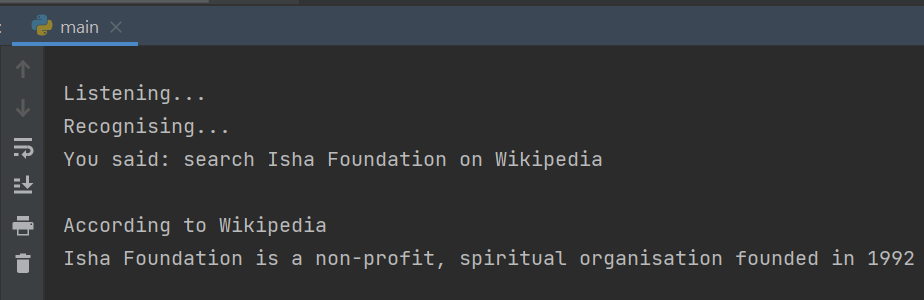 main
Listening...
Recognising...
You said: search Isha Foundation on Wikipedia
According to Wikipedia
Isha Foundation is a non-profit, spiritual organisation founded in 1992